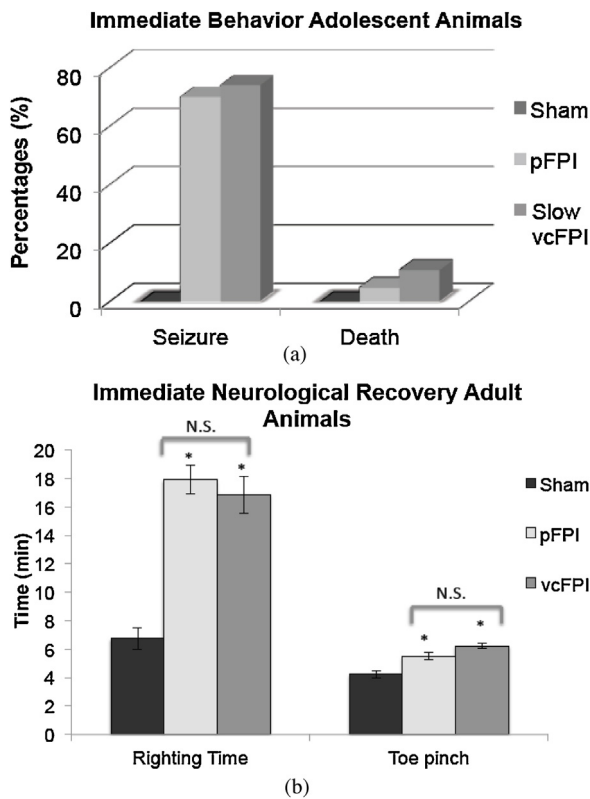 Immediate Behavior Adolescent Animals
Percentages (%)
80
60
40
20
0
Seizure
Death
Sham
pFPI
Slow
vcFPI
(a)
Immediate Neurological Recovery Adult
Animals
Time (min)
20
18
16
14
12
10
8
6
4
2
0
N.S.
*
*
N.S.
*
*
Righting Time
Toe pinch
Sham
pFPI
vcFPI
(b)